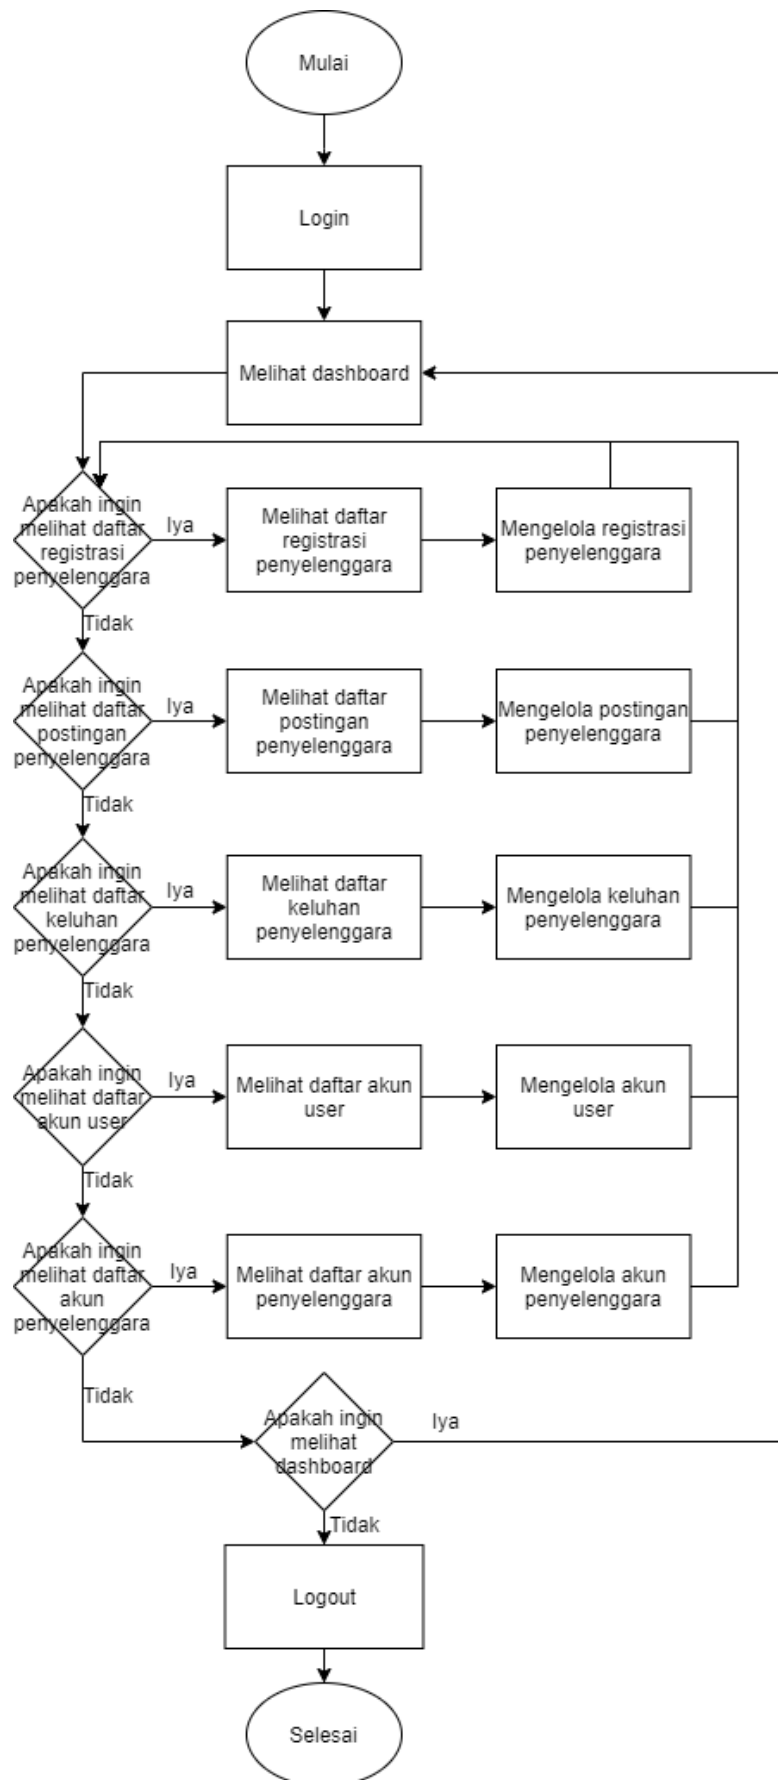 Mulai
Login
Melihat dashboard
Apakah ingin
melihat daftar
registrasi
penyelenggara
Iya
Melihat daftar
registrasi
penyelenggara
Mengelola registrasi
penyelenggara
Tidak
Apakah ingin
melihat daftar
postingan
penyelenggara
Iya
Melihat daftar
postingan
penyelenggara
Mengelola postingan
penyelenggara
Tidak
Apakah ingin
melihat daftar
keluhan
penyelenggara
Iya
Melihat daftar
keluhan
penyelenggara
Mengelola keluhan
penyelenggara
Tidak
Apakah ingin
melihat daftar
akun user
Iya
Melihat daftar akun
user
Mengelola akun
user
Tidak
Apakah ingin
melihat daftar
akun
penyelenggara
Iya
Melihat daftar akun
penyelenggara
Mengelola akun
penyelenggara
Tidak
Apakah ingin
melihat
dashboard
Iya
Tidak
Logout
Selesai